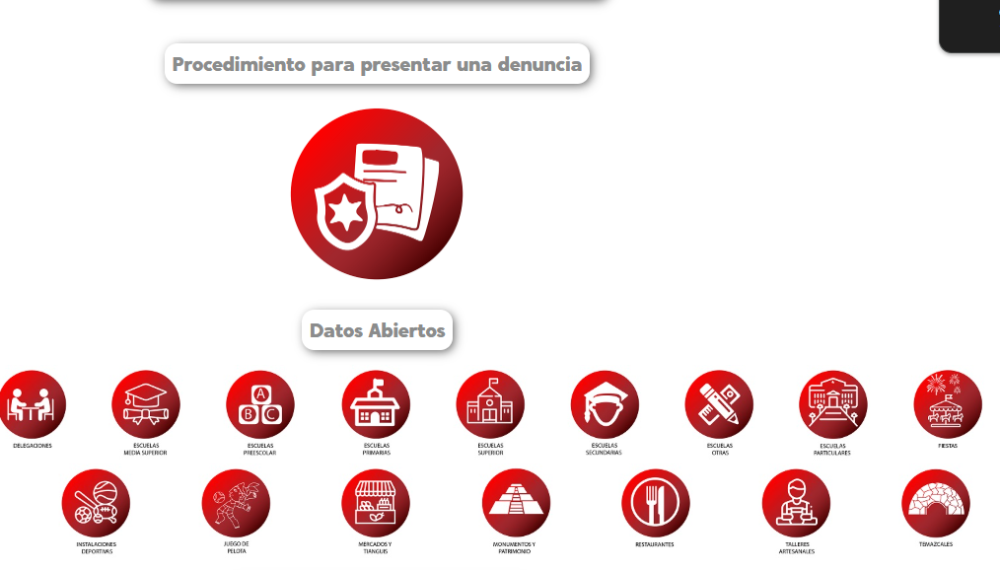 Procedimiento para presentar una denuncia
Datos Abiertos
DELEGACIONES
ESCUELAS
MEDIA SUPERIOR
ESCUELAS
PREESCOLAR
ESCUELAS
PRIMARIAS
ESCUELAS
SUPERIOR
ESCUELAS
SECUNDARIAS
ESCUELAS
OTRAS
ESCUELAS
PARTICULARES
FIESTAS
INSTALACIONES
DEPORTIVAS
JUEGO DE
PELOTA
MERCADOS Y
TIANGUIS
MONUMENTOS Y
PATRIMONIO
RESTAURANTES
TALLERES
ARTESANALES
TEMAZCALES
A
B C